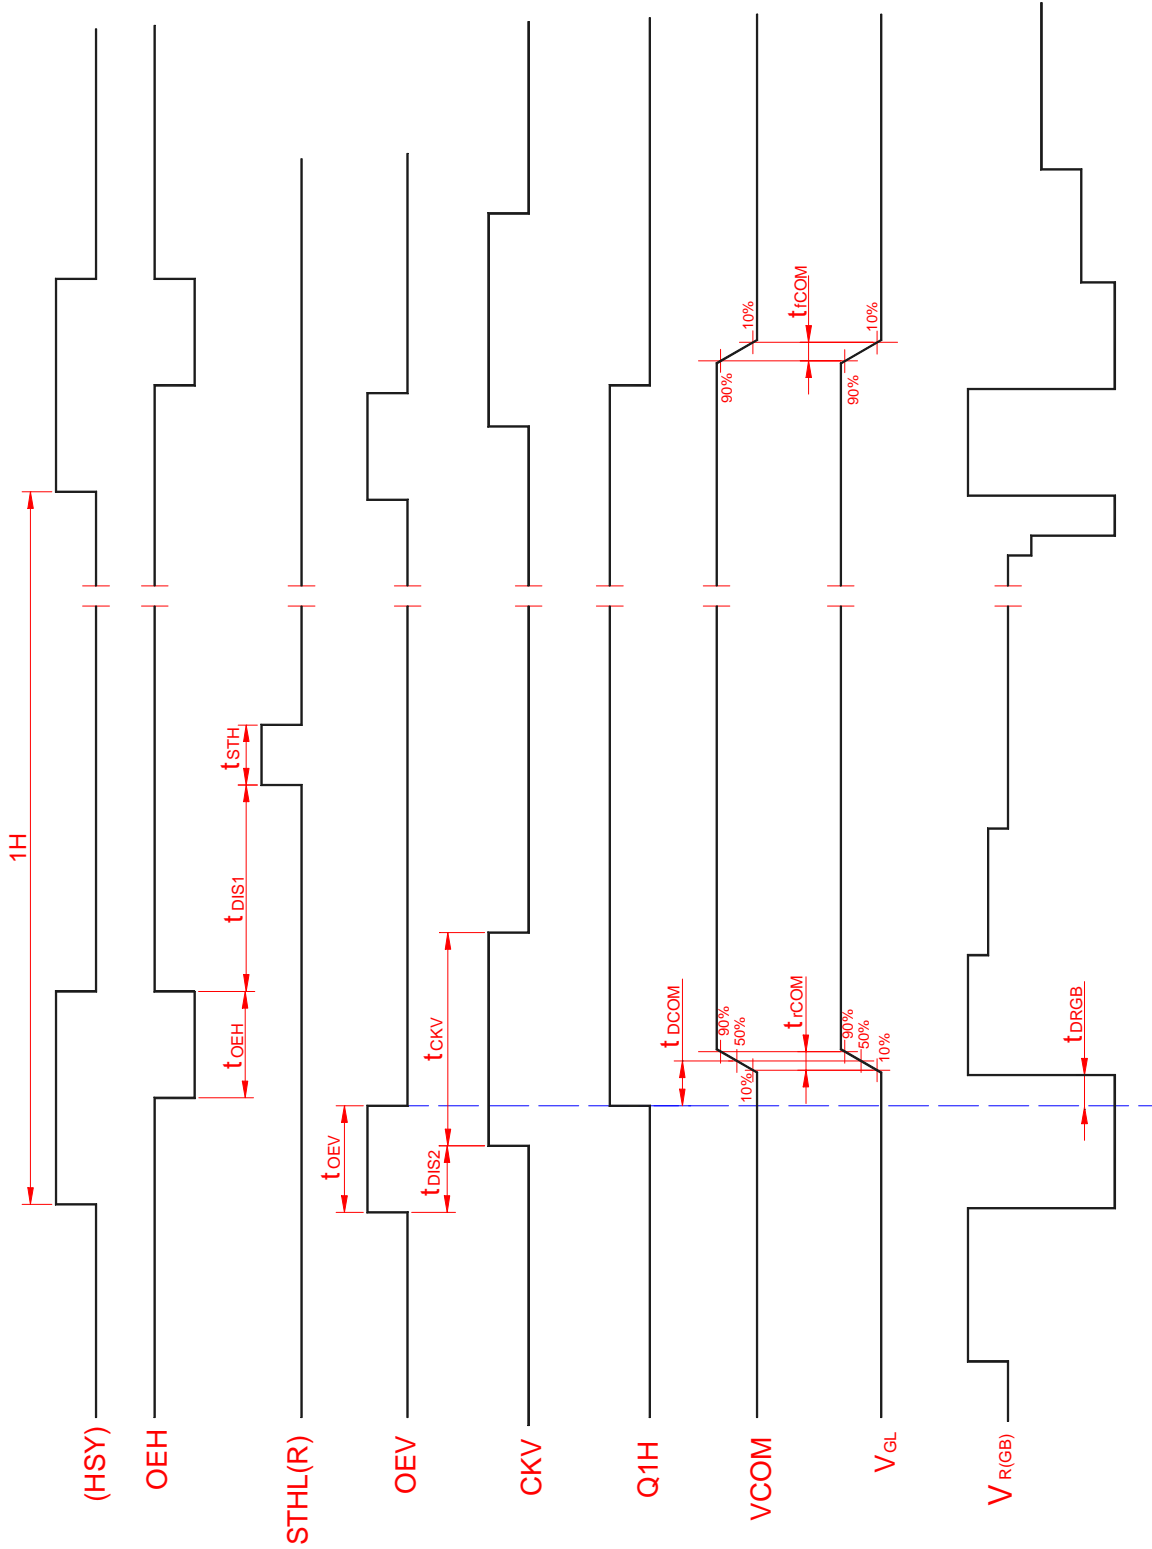 1H
(HSY)
OEH
tOEH
tDIS1
tSTH
STHL(R)
tOEV
OEV
tDIS2
tCKV
CKV
Q1H
tDCOM
90%
50%
10%
90%
10%
VCOM
trCOM
tfCOM
90%
50%
10%
90%
10%
VGL
tDRGB
VR(GB)